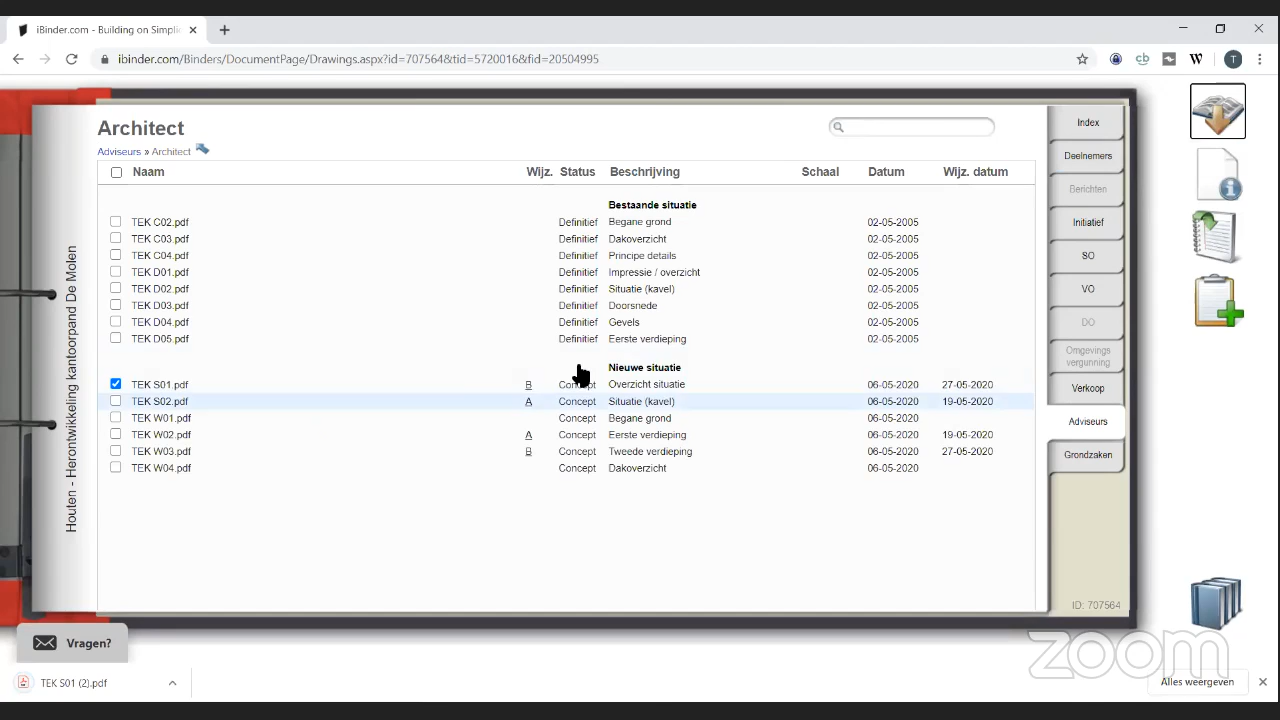 iBinder.com - Building on Simpli
ibinder.com/Binders/DocumentPage/Drawings.aspx?id=707564&tid=5720016&fid=20504995
cb W T
Architect
Adviseurs » Architect
Naam Wijz. Status Beschrijving Schaal Datum Wijz. datum
Bestaande situatie
TEK C02.pdf Definitief Begane grond 02-05-2005
TEK C03.pdf Definitief Dakoverzicht 02-05-2005
TEK C04.pdf Definitief Principe details 02-05-2005
TEK D01.pdf Definitief Impressie / overzicht 02-05-2005
TEK D02.pdf Definitief Situatie (kavel) 02-05-2005
TEK D03.pdf Definitief Doorsnede 02-05-2005
TEK D04.pdf Definitief Gevels 02-05-2005
TEK D05.pdf Definitief Eerste verdieping 02-05-2005
Nieuwe situatie
TEK S01.pdf B Concept Overzicht situatie 06-05-2020 27-05-2020
TEK S02.pdf A Concept Situatie (kavel) 06-05-2020 19-05-2020
TEK W01.pdf Concept Begane grond 06-05-2020
TEK W02.pdf A Concept Eerste verdieping 06-05-2020 19-05-2020
TEK W03.pdf B Concept Tweede verdieping 06-05-2020 27-05-2020
TEK W04.pdf Concept Dakoverzicht 06-05-2020
Houten - Herontwikkeling kantoorpand De Molen
Index
Deelnemers
Berichten
Initiatief
SO
VO
DO
Omgevings
vergunning
Verkoop
Adviseurs
Grondzaken
ID: 707564
Vragen?
zoom
TEK S01 (2).pdf
Alles weergeven